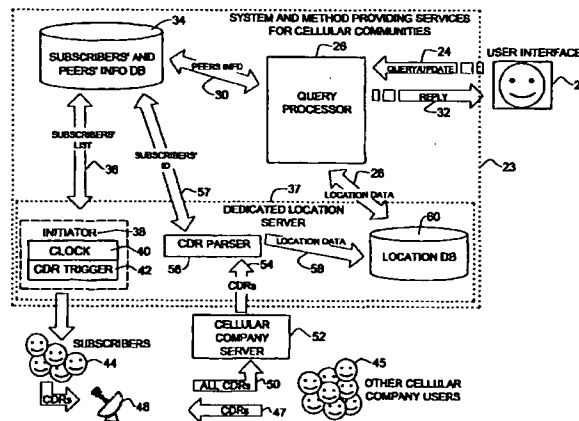 34
SYSTEM AND METHOD PROVIDING SERVICES
FOR CELLULAR COMMUNITIES
SUBSCRIBERS' AND
PEERS' INFO DB
26
24
USER INTERFACE
PEERS INFO
30
QUERY/UPDATE
QUERY
PROCESSOR
REPLY
32
SUBSCRIBERS'
LIST
36
SUBSCRIBERS'
ID
57
28
LOCATION DATA
23
37
DEDICATED LOCATION
SERVER
60
INITIATOR 38
CLOCK 40
CDR TRIGGER 42
CDR PARSER
56
54
CDRs
LOCATION DATA
58
LOCATION DB
SUBSCRIBERS
44
CELLULAR
COMPANY
SERVER
52
45
CDRs
48
ALL CDRs
50
CDRs
47
OTHER CELLULAR
COMPANY USERS